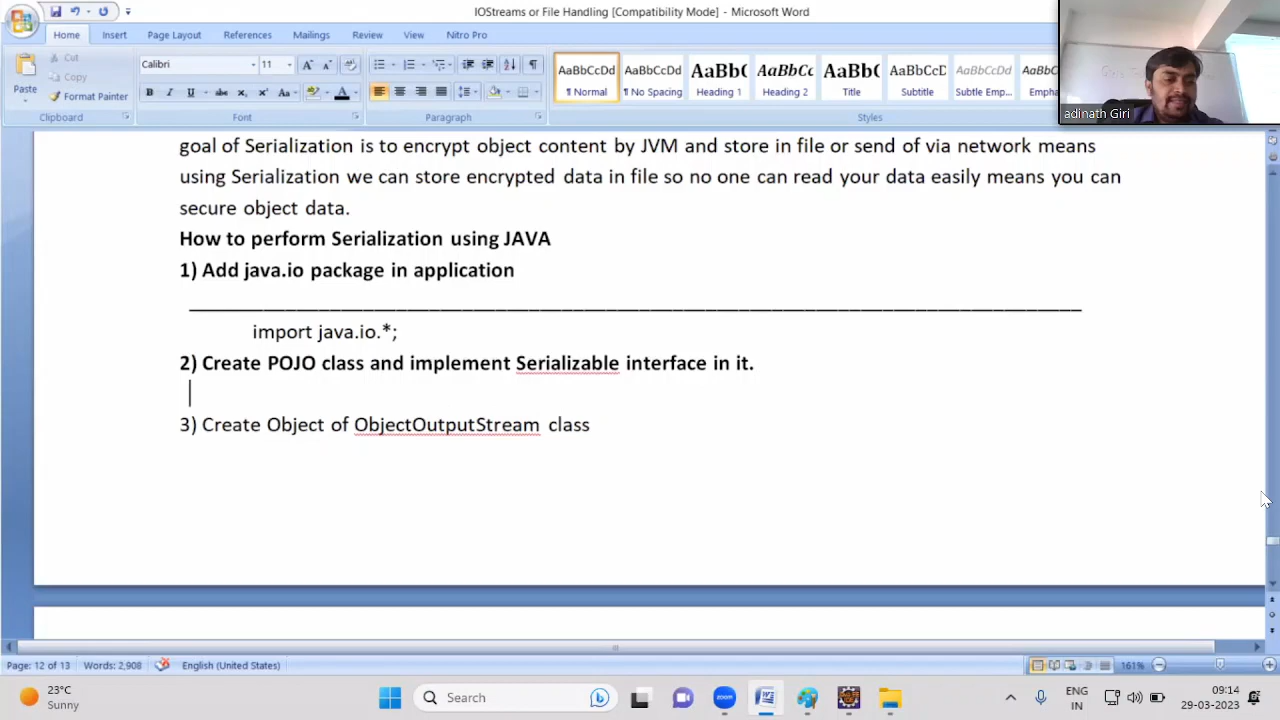 IOStreams or File Handling [Compatibility Mode] - Microsoft Word
Home Insert Page Layout References Mailings Review View Nitro Pro
Cut
Copy
Format Painter
Paste
Calibri 11
AaBbCcDd AaBbCcDd AaBb( AaBbCc AaBb( AaBbCcD AaBbCcDd AaBbCcD
¶ Normal ¶ No Spacing Heading 1 Heading 2 Title Subtitle Subtle Emp... Empha
Clipboard Font Paragraph Styles
adinath Giri
goal of Serialization is to encrypt object content by JVM and store in file or send of via network means
using Serialization we can store encrypted data in file so no one can read your data easily means you can
secure object data.
How to perform Serialization using JAVA
1) Add java.io package in application
import java.io.*;
2) Create POJO class and implement Serializable interface in it.
3) Create Object of ObjectOutputStream class
Page: 12 of 13 Words: 2,908 English (United States) 161%
23°C
Sunny
Search
zoom
ENG
IN
09:14
29-03-2023